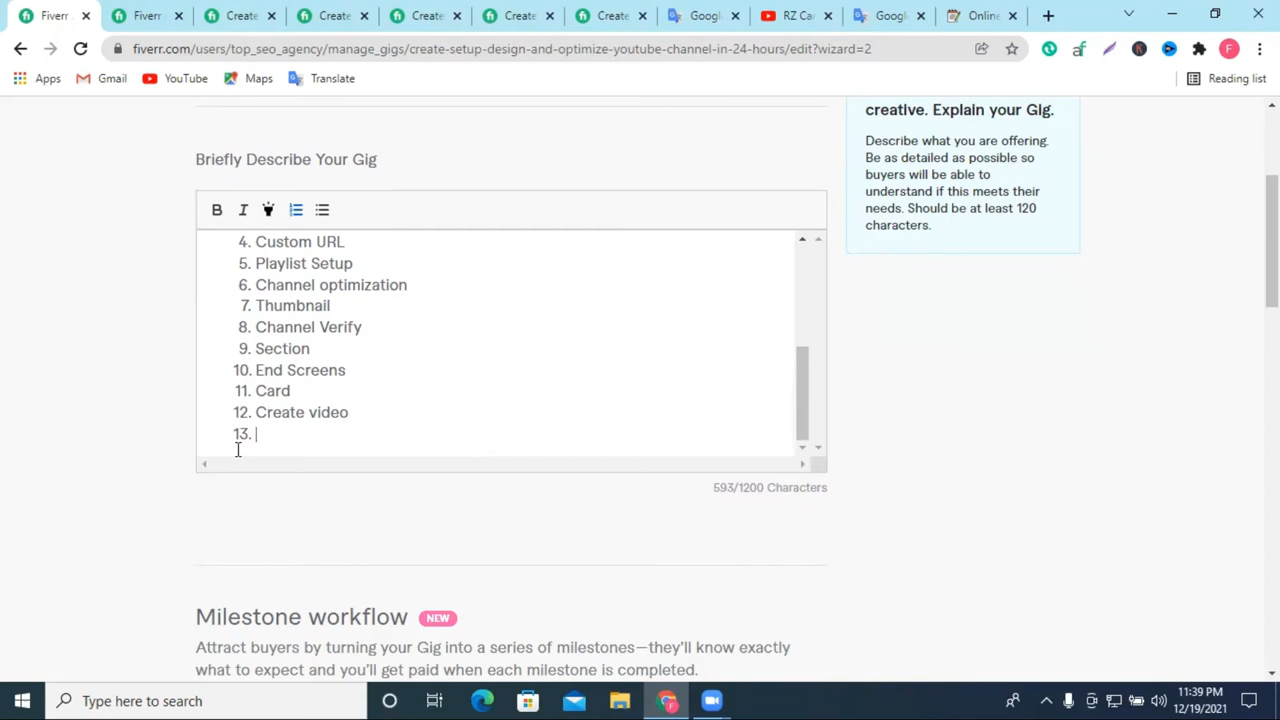 Fiverr
Fiverr
Create
Create
Create
Create
Create
Googl
RZ Ca
Googl
Online
fiverr.com/users/top_seo_agency/manage_gigs/create-setup-design-and-optimize-youtube-channel-in-24-hours/edit?wizard=2
Apps Gmail YouTube Maps Translate Reading list
creative. Explain your Gig.
Describe what you are offering.
Be as detailed as possible so
buyers will be able to
understand if this meets their
needs. Should be at least 120
characters.
Briefly Describe Your Gig
B I
4. Custom URL
5. Playlist Setup
6. Channel optimization
7. Thumbnail
8. Channel Verify
9. Section
10. End Screens
11. Card
12. Create video
13.
593/1200 Characters
Milestone workflow NEW
Attract buyers by turning your Gig into a series of milestones—they'll know exactly
what to expect and you'll get paid when each milestone is completed.
Type here to search
11:39 PM
12/19/2021